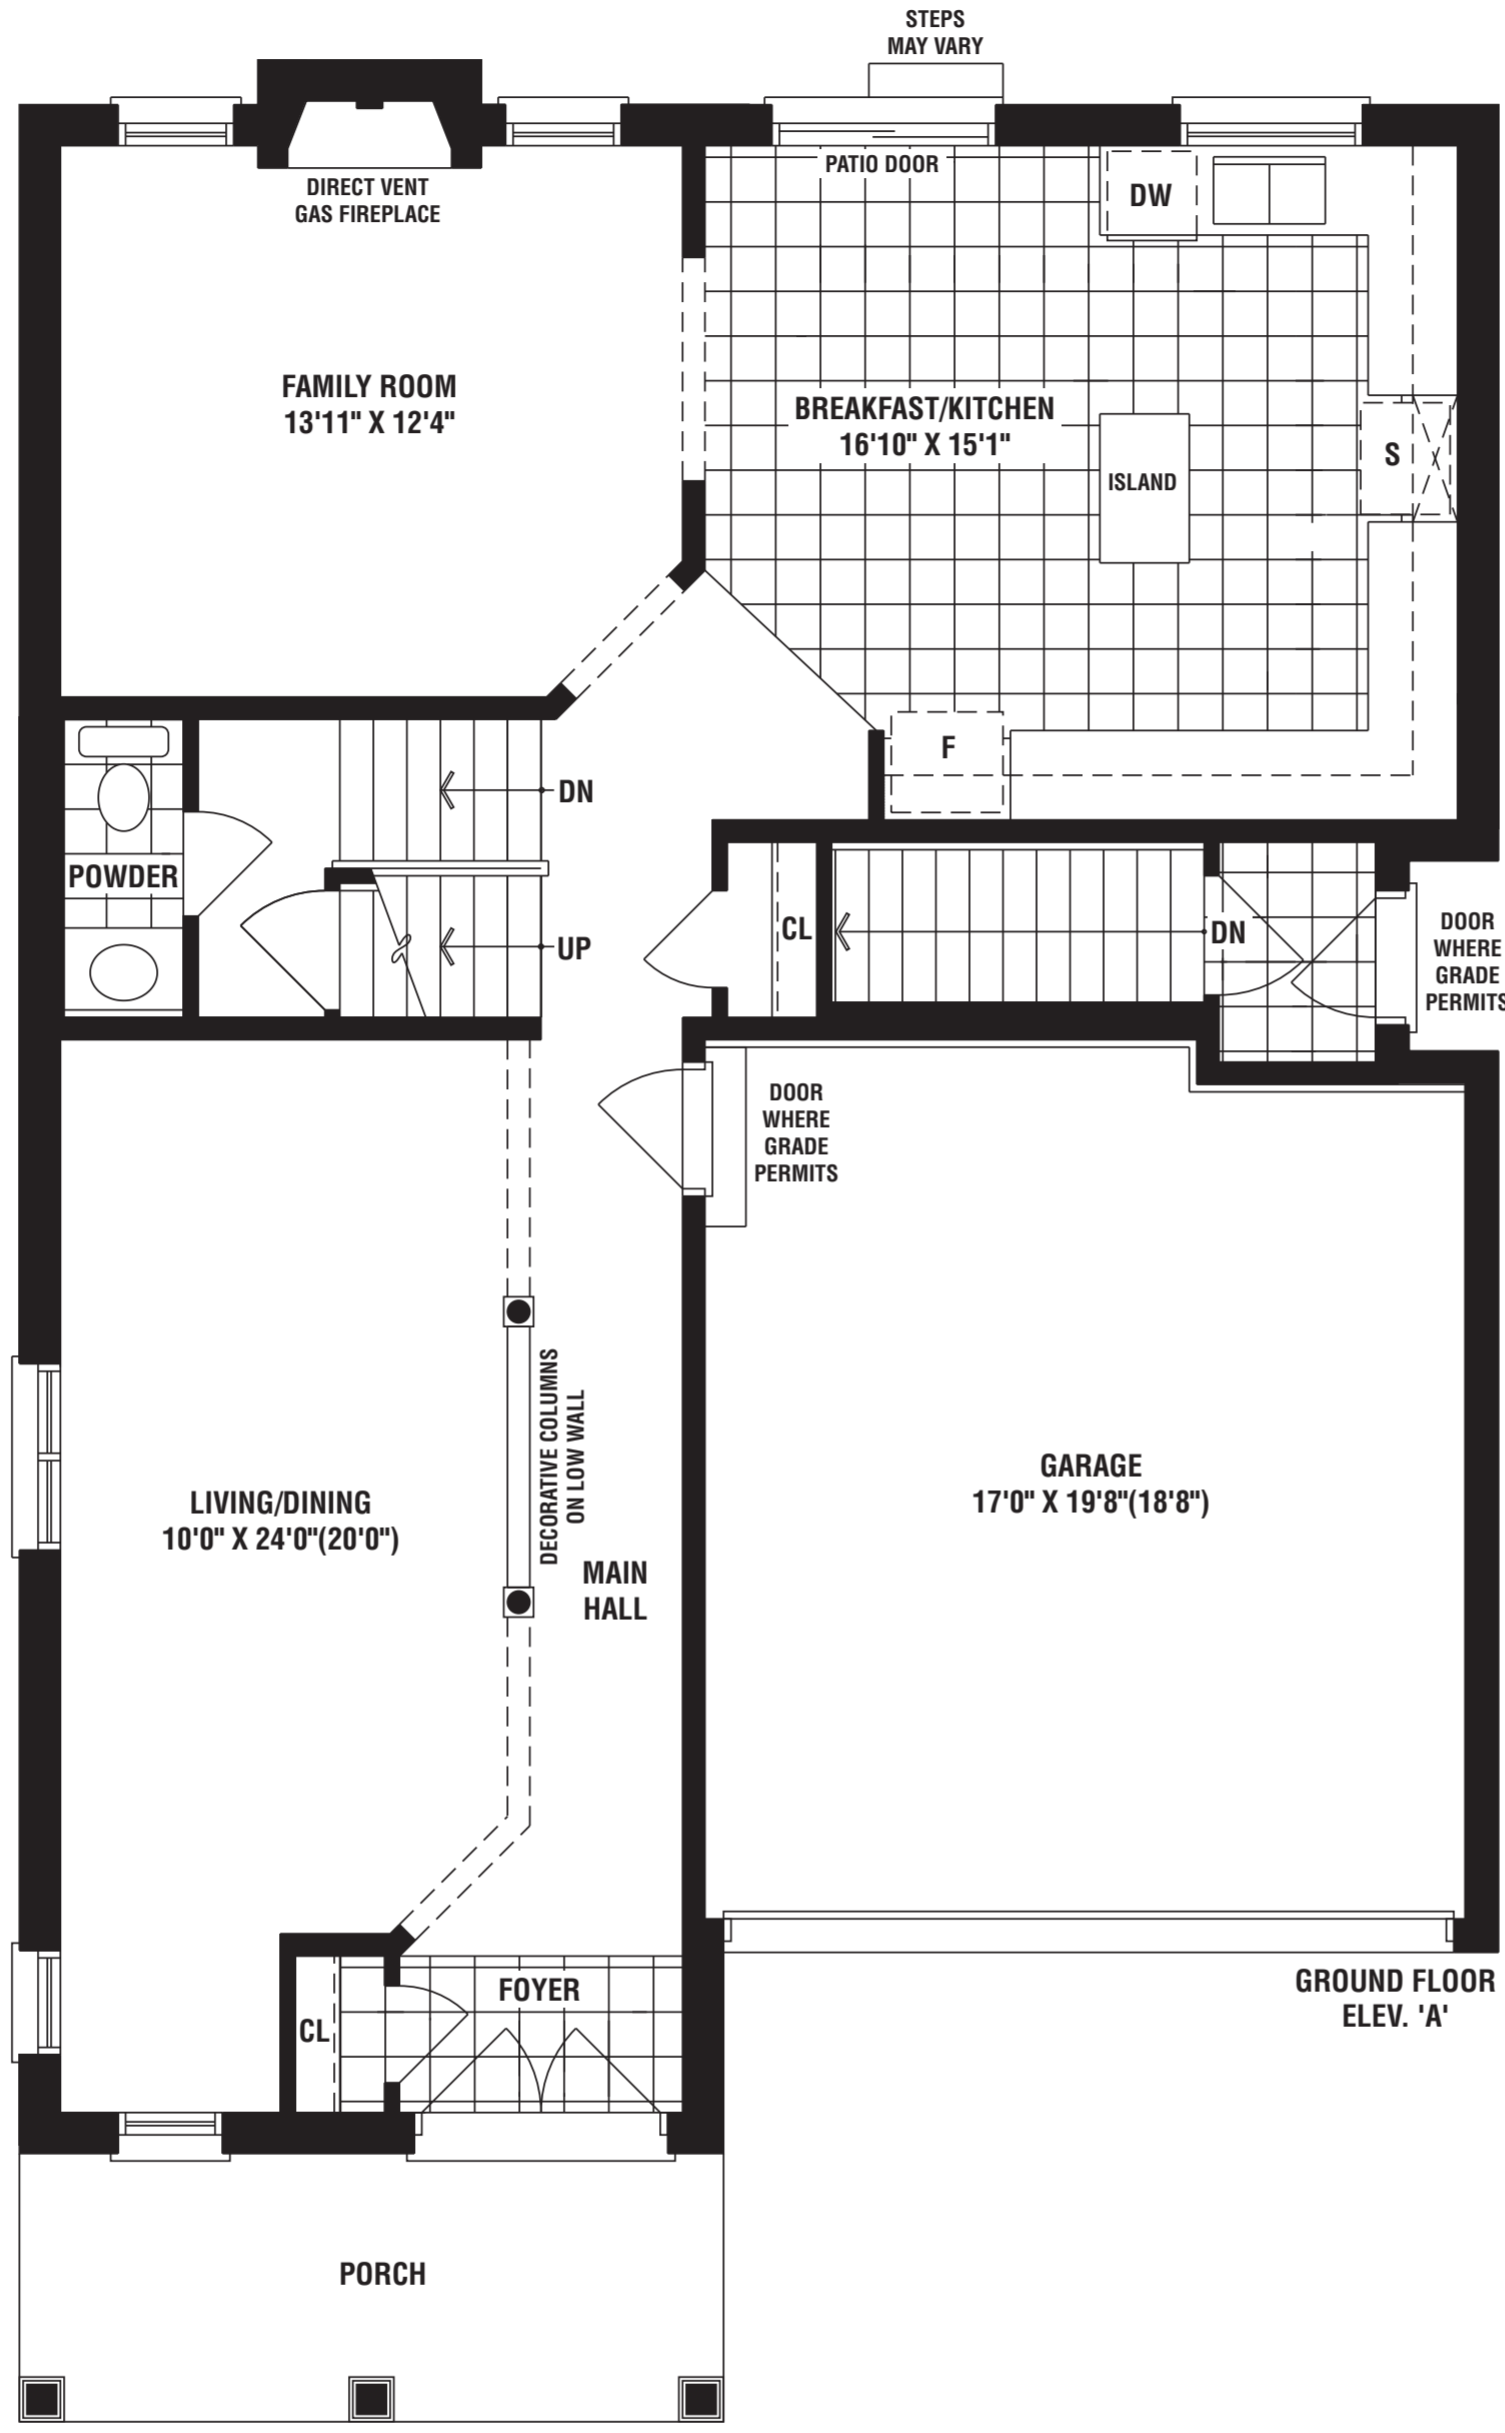 STEPS
MAY VARY
PATIO DOOR
DIRECT VENT
GAS FIREPLACE
DW
FAMILY ROOM
13'11" X 12'4"
BREAKFAST/KITCHEN
16'10" X 15'1"
ISLAND
S
F
DN
POWDER
UP
CL
DN
DOOR
WHERE
GRADE
PERMITS
DOOR
WHERE
GRADE
PERMITS
DECORATIVE COLUMNS
ON LOW WALL
LIVING/DINING
10'0" X 24'0"(20'0")
GARAGE
17'0" X 19'8"(18'8")
MAIN
HALL
FOYER
CL
GROUND FLOOR
ELEV. 'A'
PORCH